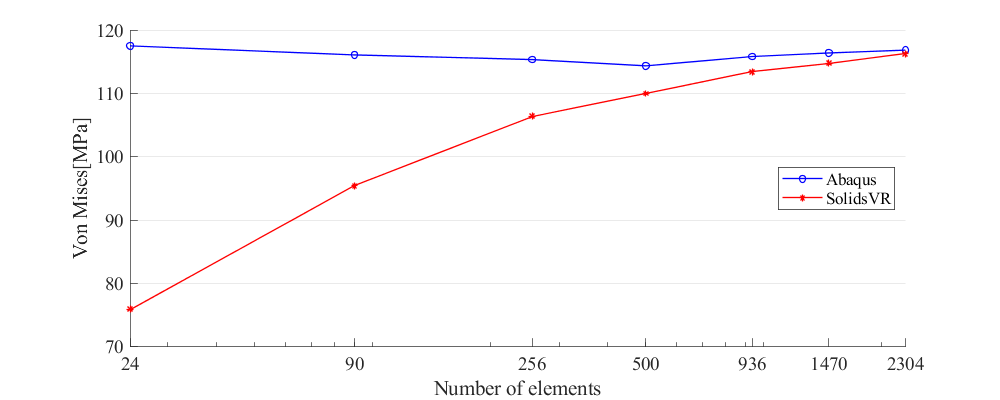 120
110
100
90
80
70
Von Mises[MPa]
Abaqus
SolidsVR
24 90 256 500 936 1470 2304
Number of elements